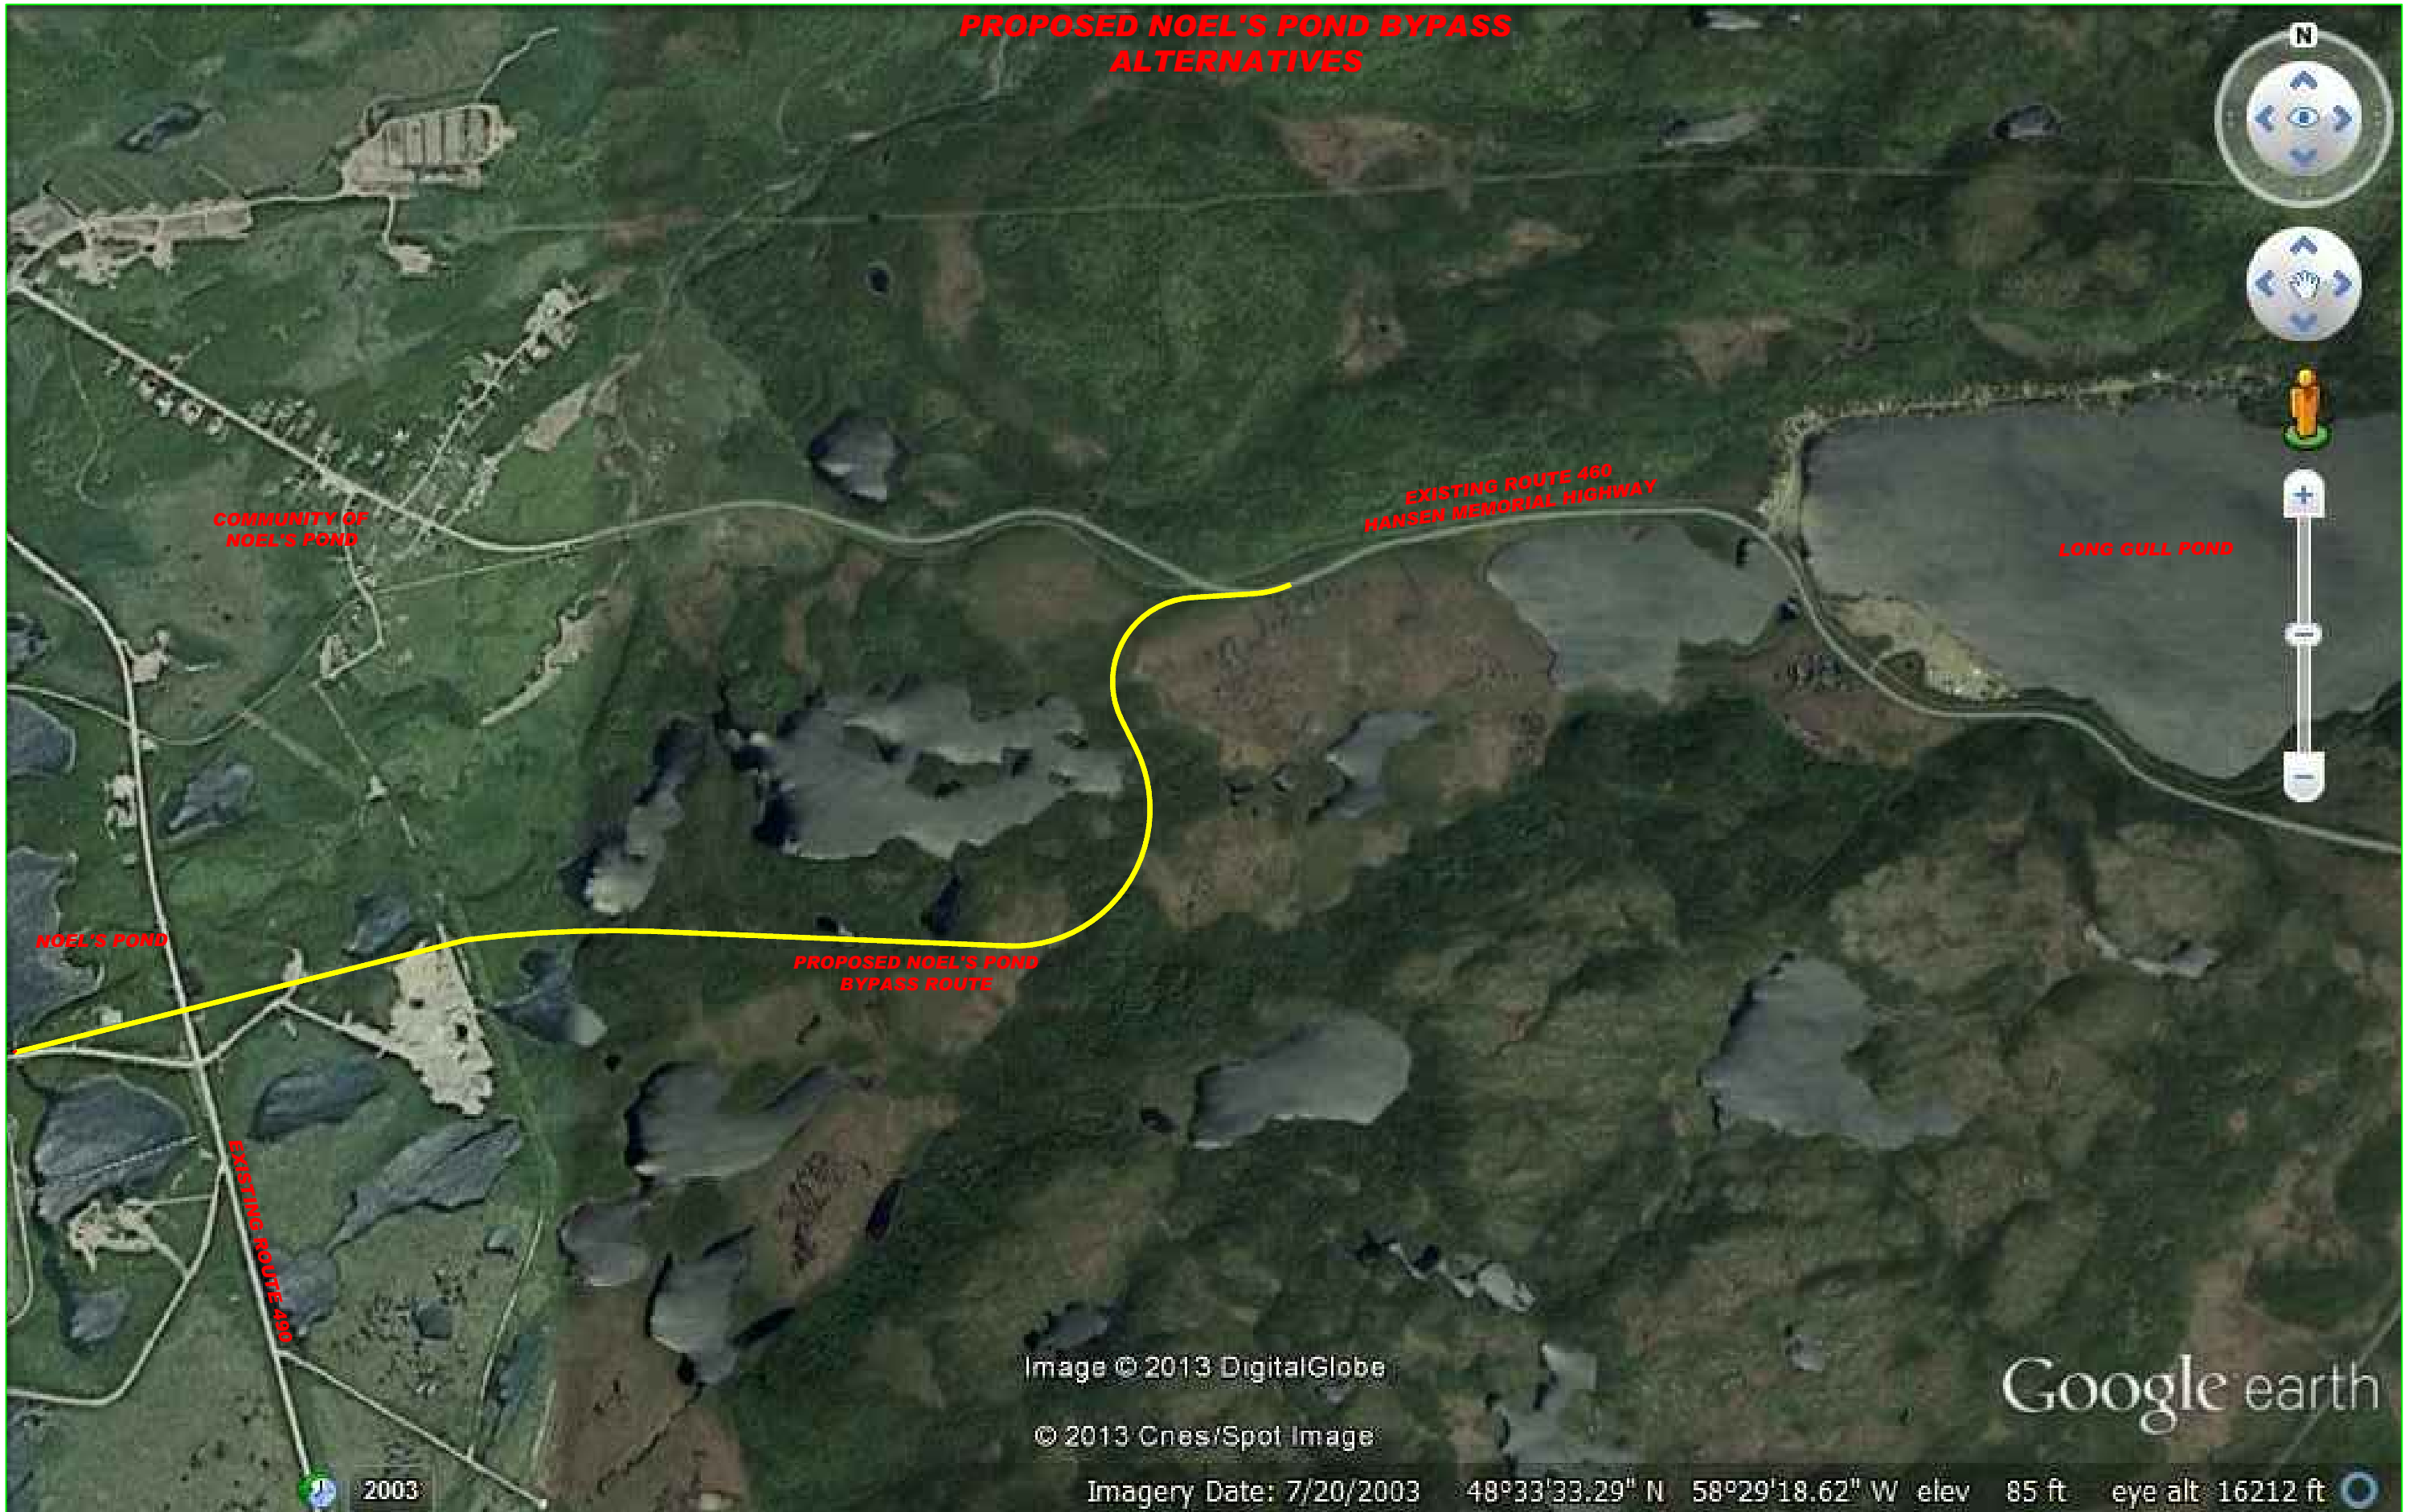 PROPOSED NOEL'S POND BYPASS
ALTERNATIVES
N
EXISTING ROUTE 460
HANSEN MEMORIAL HIGHWAY
COMMUNITY OF
NOEL'S POND
LONG GULL POND
NOEL'S POND
PROPOSED NOEL'S POND
BYPASS ROUTE
EXISTING ROUTE 490
Image © 2013 DigitalGlobe
© 2013 Cnes/Spot Image
Google earth
2003
Imagery Date: 7/20/2003 48°33'33.29" N 58°29'18.62" W elev 85 ft eye alt 16212 ft